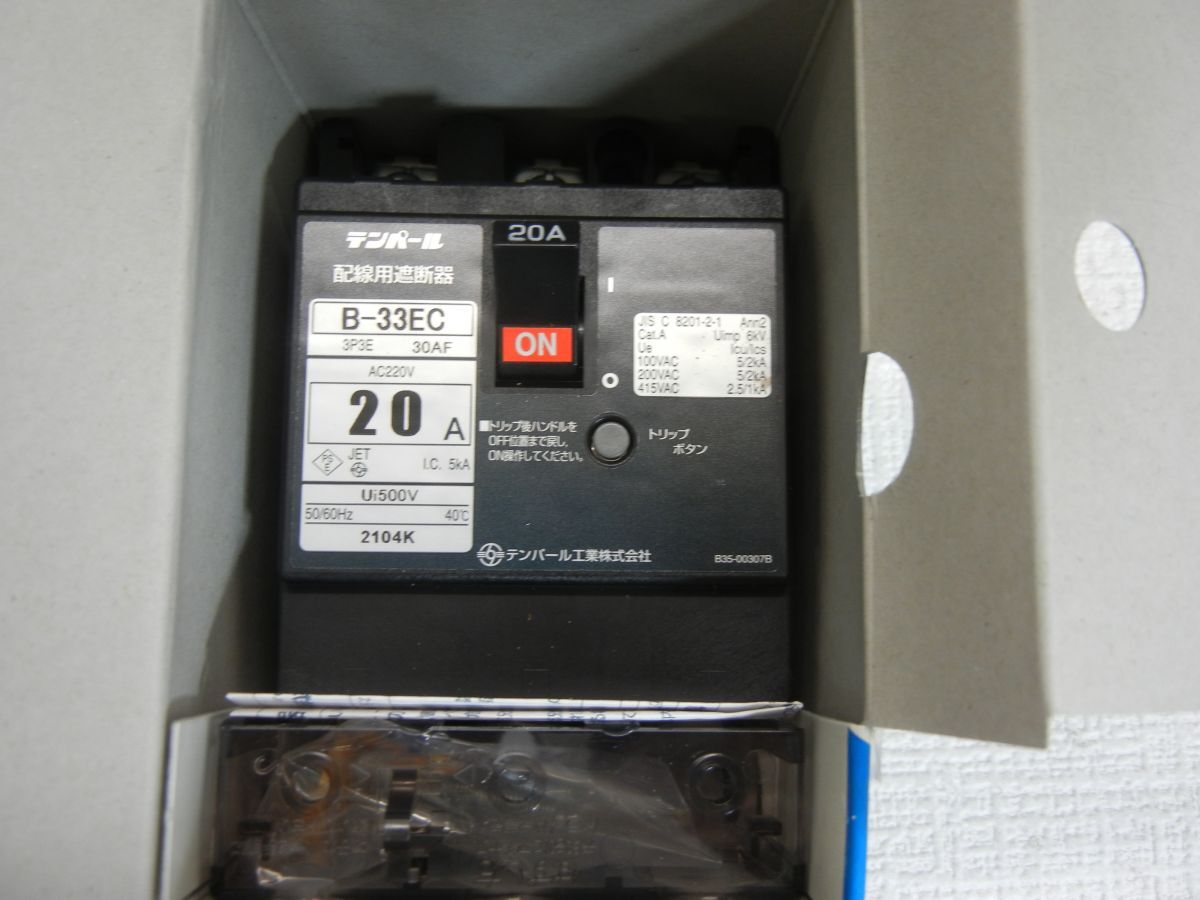 テンパール
配線用遮断器
B-33EC
3P3E 30AF
AC220V
20 A
PS E JET I.C. 5kA
Ui500V
50/60Hz 40℃
2104K
20A
I
ON
O
JIS C 8201-2-1 Ann2
Cat.A Uimp 6kV
Ue Icu/Ics
100VAC 5/2kA
200VAC 5/2kA
415VAC 2.5/1kA
■トリップ後ハンドルを
OFF位置まで戻し,
ON操作してください。
トリップ
ボタン
テンパール工業株式会社
B35-00307B